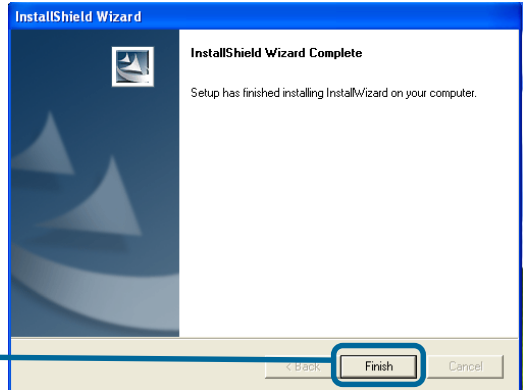 InstallShield Wizard
InstallShield Wizard Complete
Setup has finished installing InstallWizard on your computer.
< Back
Finish
Cancel